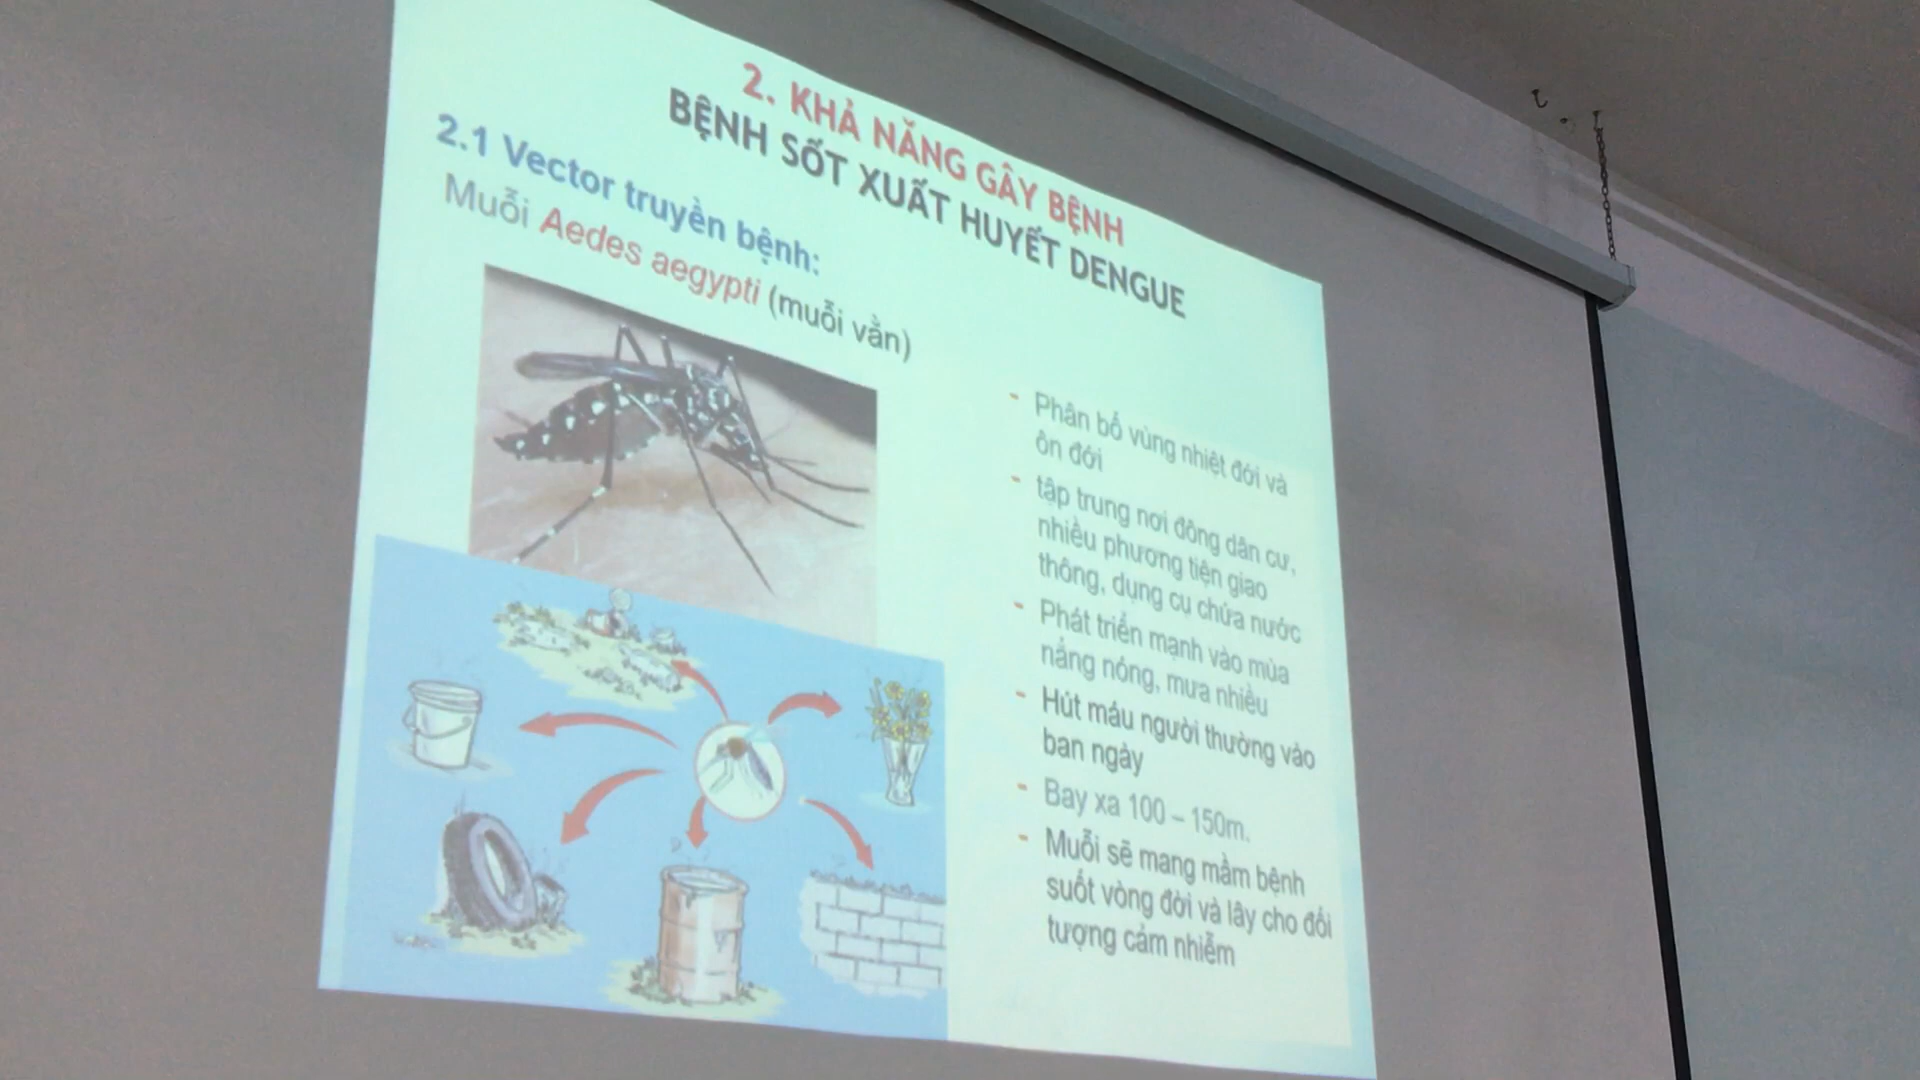 2. KHẢ NĂNG GÂY BỆNH
BỆNH SỐT XUẤT HUYẾT DENGUE
2.1 Vector truyền bệnh:
Muỗi Aedes aegypti (muỗi vằn)
- Phân bố vùng nhiệt đới và
ôn đới
- tập trung nơi đông dân cư,
nhiều phương tiện giao
thông, dụng cụ chứa nước
- Phát triển mạnh vào mùa
nắng nóng, mưa nhiều
- Hút máu người thường vào
ban ngày
- Bay xa 100 – 150m.
- Muỗi sẽ mang mầm bệnh
suốt vòng đời và lây cho đối
tượng cảm nhiễm